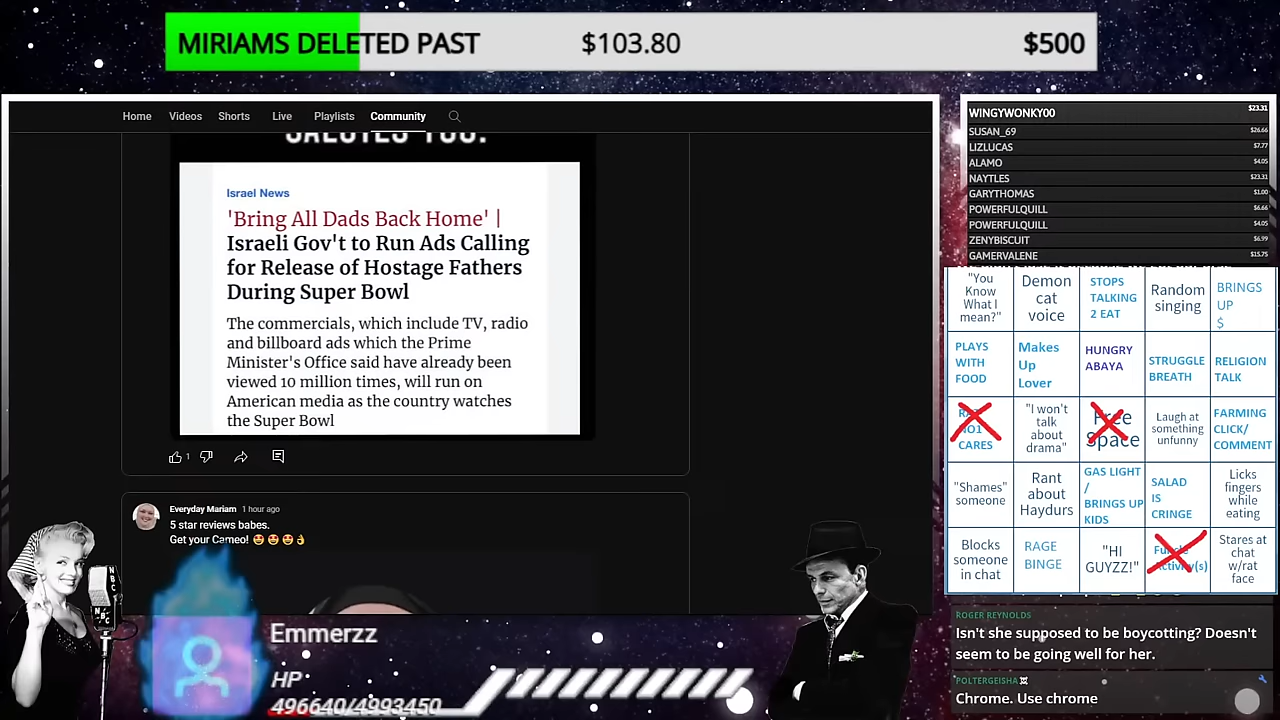 MIRIAMS DELETED PAST $103.80 $500
Home Videos Shorts Live Playlists Community
SALUTES YOU:
Israel News
'Bring All Dads Back Home' |
Israeli Gov't to Run Ads Calling
for Release of Hostage Fathers
During Super Bowl
The commercials, which include TV, radio
and billboard ads which the Prime
Minister's Office said have already been
viewed 10 million times, will run on
American media as the country watches
the Super Bowl
1
Everyday Mariam 1 hour ago
5 star reviews babes.
Get your Cameo! 🤩🤩🤩👌
WINGYWONKY00 $23.31
SUSAN_69 $26.66
LIZLUCAS $7.77
ALAMO $4.05
NAYTLES $23.31
GARYTHOMAS $1.00
POWERFULQUILL $6.66
POWERFULQUILL $4.05
ZENYBISCUIT $6.99
GAMERVALENE $15.75
"You
Know
What I
mean?"
Demon
cat
voice
STOPS
TALKING
2 EAT
Random
singing
BRINGS
UP
$
PLAYS
WITH
FOOD
Makes
Up
Lover
HUNGRY
ABAYA
STRUGGLE
BREATH
RELIGION
TALK
CARES
"I won't
talk
about
drama"
Free
Space
Laugh at
something
unfunny
FARMING
CLICK/
COMMENT
"Shames"
someone
Rant
about
Haydurs
GAS LIGHT
/
BRINGS UP
KIDS
SALAD
IS
CRINGE
Licks
fingers
while
eating
Blocks
someone
in chat
RAGE
BINGE
"HI
GUYZZ!"
Stares at
chat
w/rat
face
NBC
Emmerzz
HP
496640/4993450
ROGER REYNOLDS
Isn't she supposed to be boycotting? Doesn't
seem to be going well for her.
POLTERGEISHA
Chrome. Use chrome